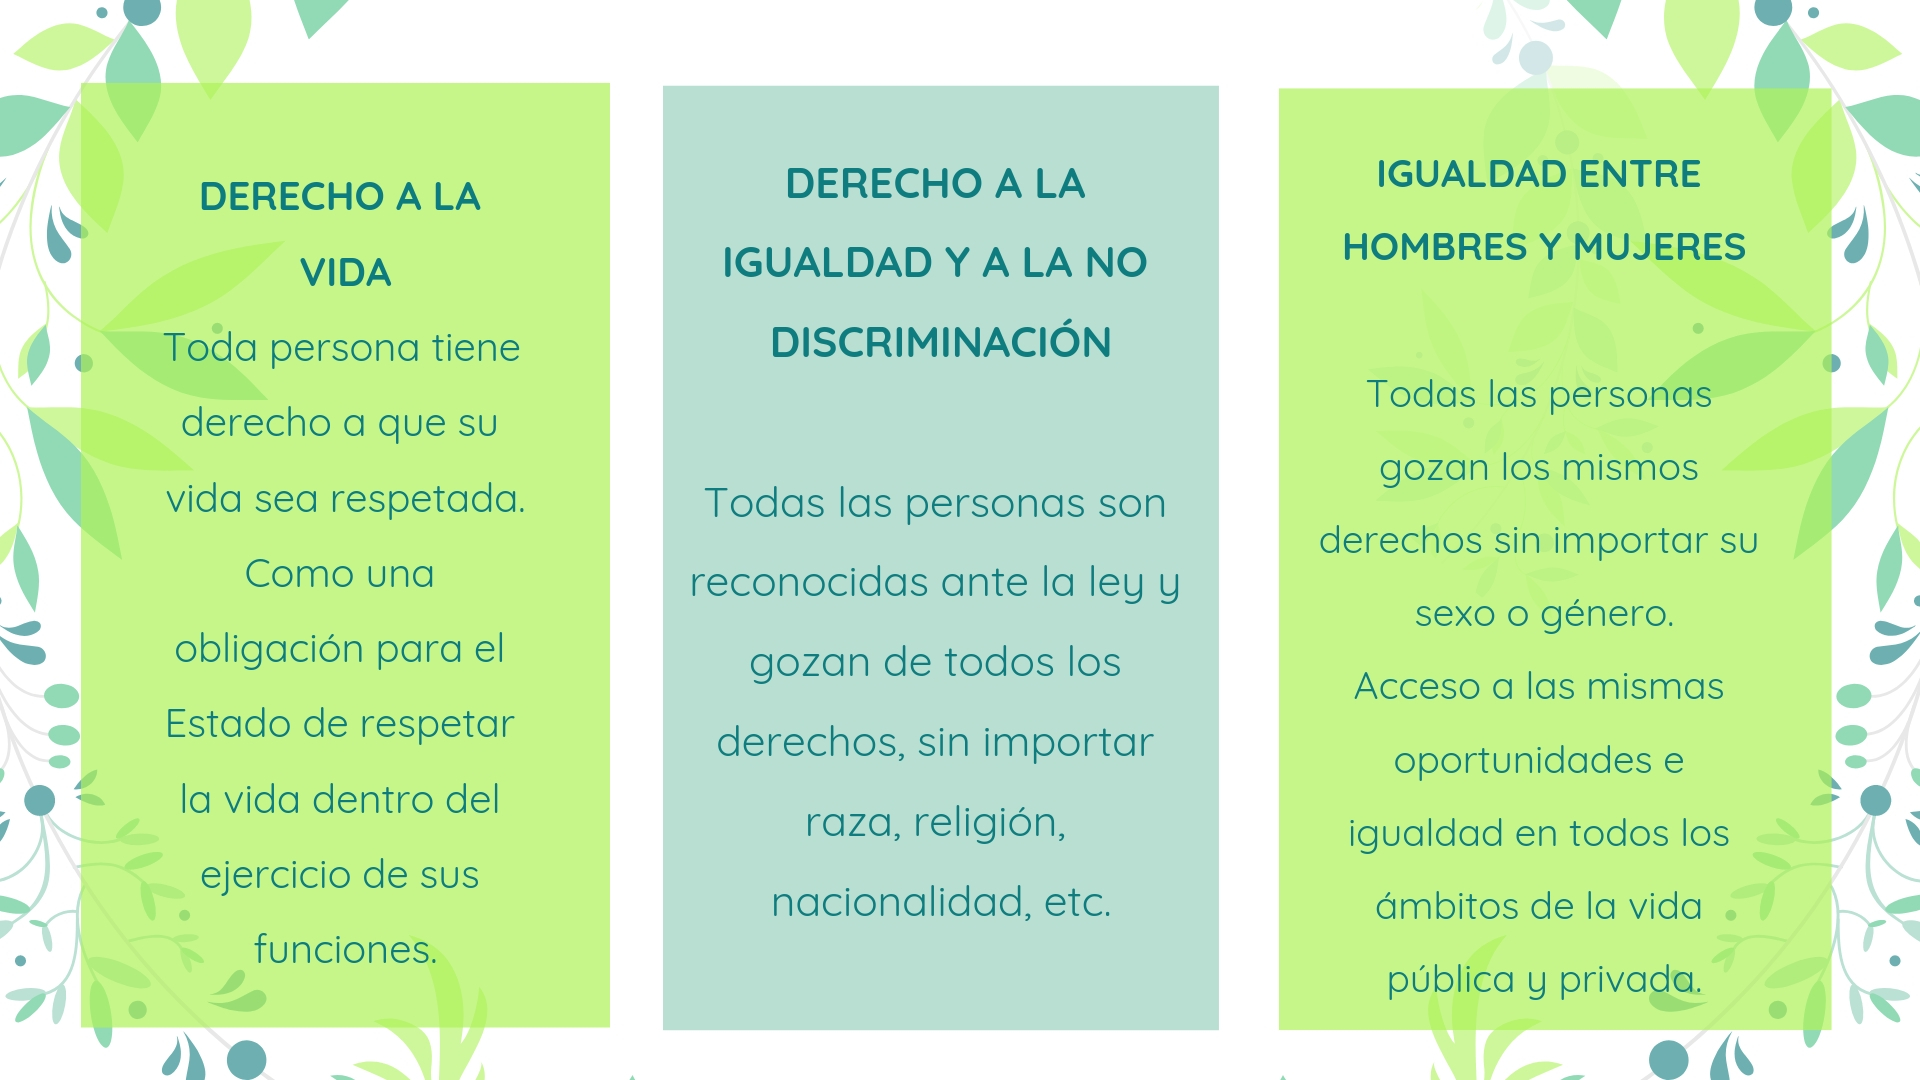 DERECHO A LA
VIDA
Toda persona tiene
derecho a que su
vida sea respetada.
Como una
obligación para el
Estado de respetar
la vida dentro del
ejercicio de sus
funciones.
DERECHO A LA
IGUALDAD Y A LA NO
DISCRIMINACIÓN
Todas las personas son
reconocidas ante la ley y
gozan de todos los
derechos, sin importar
raza, religión,
nacionalidad, etc.
IGUALDAD ENTRE
HOMBRES Y MUJERES
Todas las personas
gozan los mismos
derechos sin importar su
sexo o género.
Acceso a las mismas
oportunidades e
igualdad en todos los
ámbitos de la vida
pública y privada.